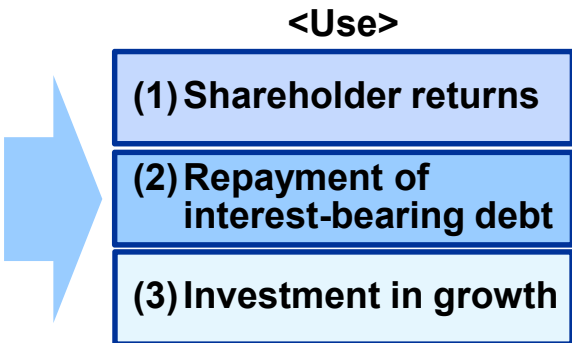 <Use>
(1) Shareholder returns
(2) Repayment of
interest-bearing debt
(3) Investment in growth